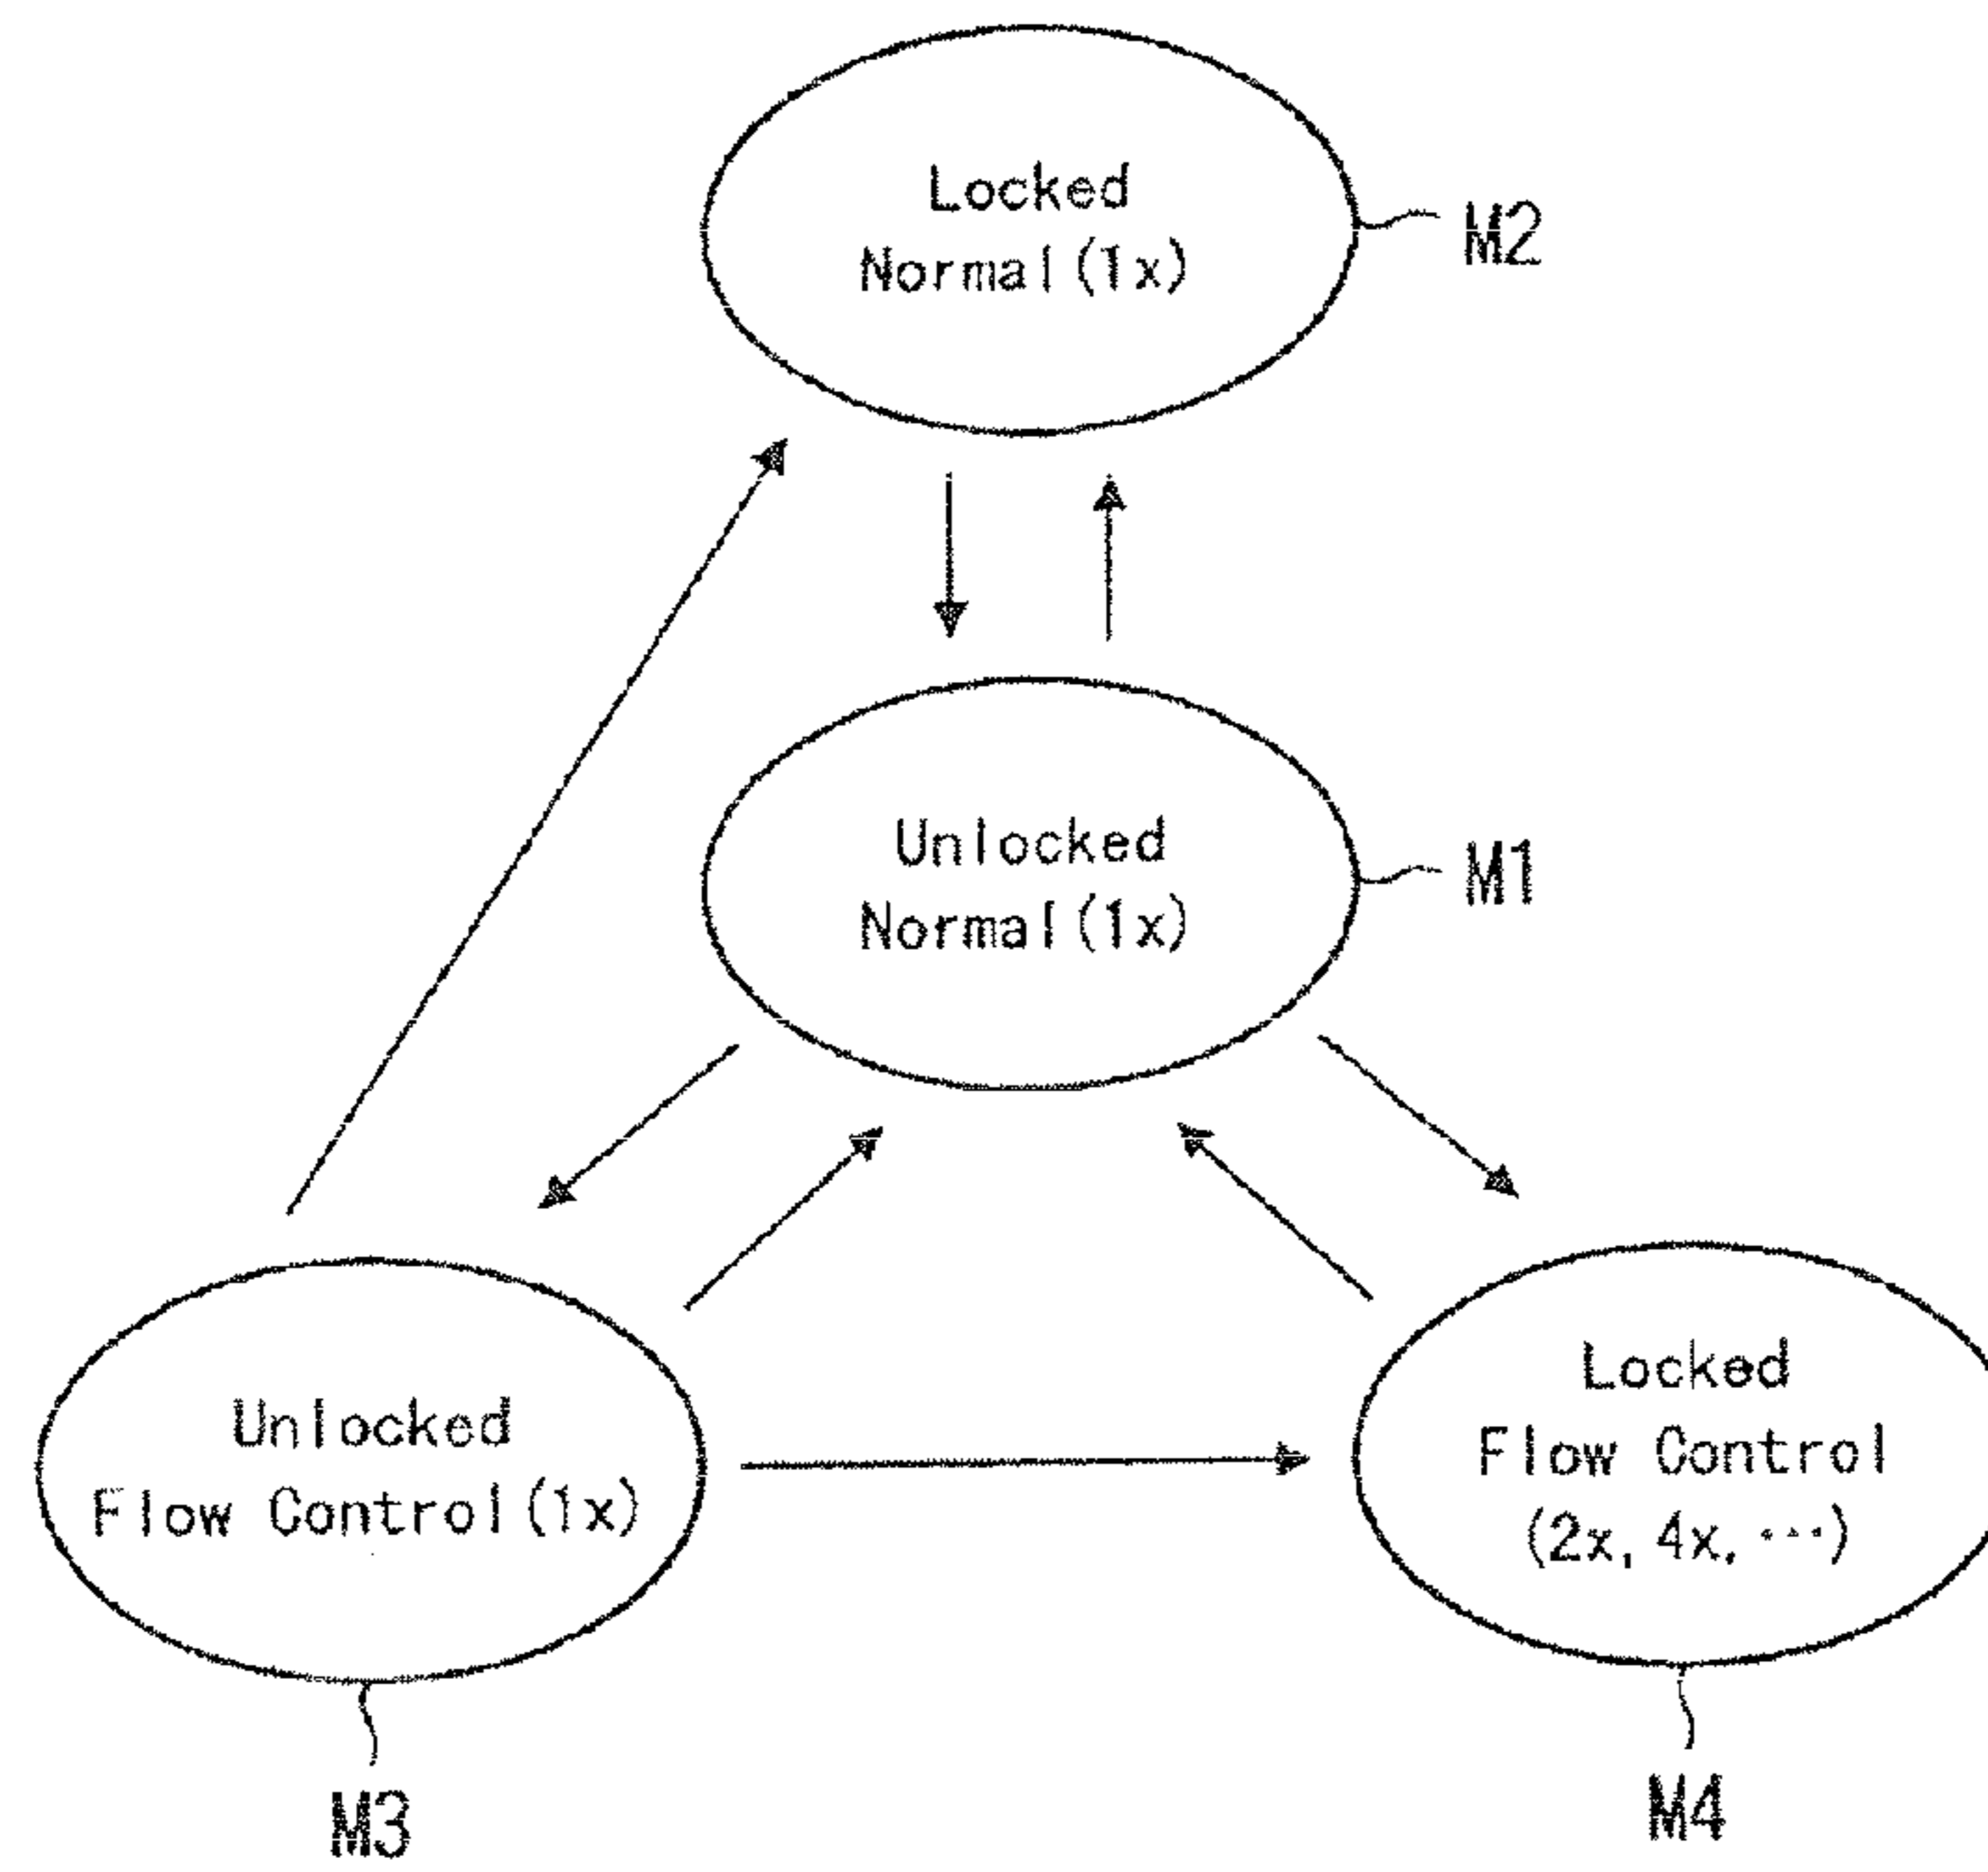 Locked
Normal(1x)
M2
Unlocked
Normal(1x)
M1
Unlocked
Flow Control(1x)
M3
Locked
Flow Control
(2x, 4x, ···)
M4